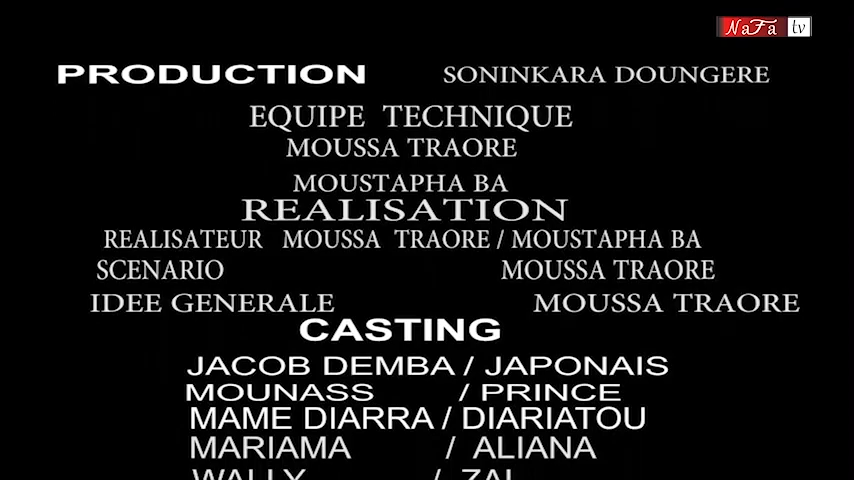 NaFa tv
PRODUCTION SONINKARA DOUNGERE
EQUIPE TECHNIQUE
MOUSSA TRAORE
MOUSTAPHA BA
REALISATION
REALISATEUR MOUSSA TRAORE / MOUSTAPHA BA
SCENARIO MOUSSA TRAORE
IDEE GENERALE MOUSSA TRAORE
CASTING
JACOB DEMBA / JAPONAIS
MOUNASS / PRINCE
MAME DIARRA / DIARIATOU
MARIAMA / ALIANA
WALLY /